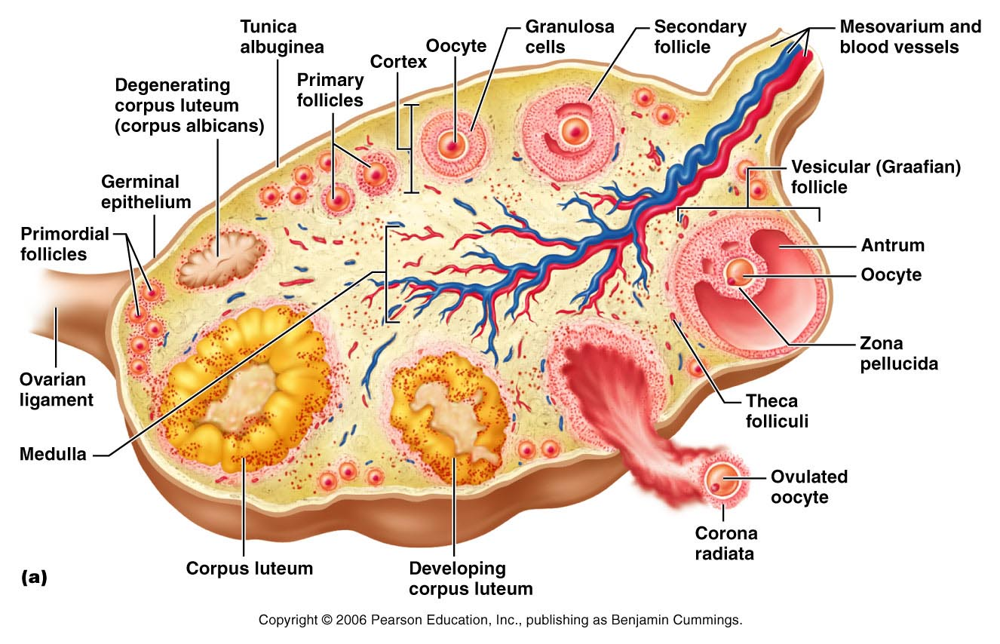 Tunica
albuginea
Degenerating
corpus luteum
(corpus albicans)
Primary
follicles
Cortex
Oocyte
Granulosa
cells
Secondary
follicle
Mesovarium and
blood vessels
Germinal
epithelium
Primordial
follicles
Vesicular (Graafian)
follicle
Antrum
Oocyte
Zona
pellucida
Theca
folliculi
Ovarian
ligament
Medulla
Ovulated
oocyte
Corona
radiata
Corpus luteum
Developing
corpus luteum
(a)
Copyright © 2006 Pearson Education, Inc., publishing as Benjamin Cummings.